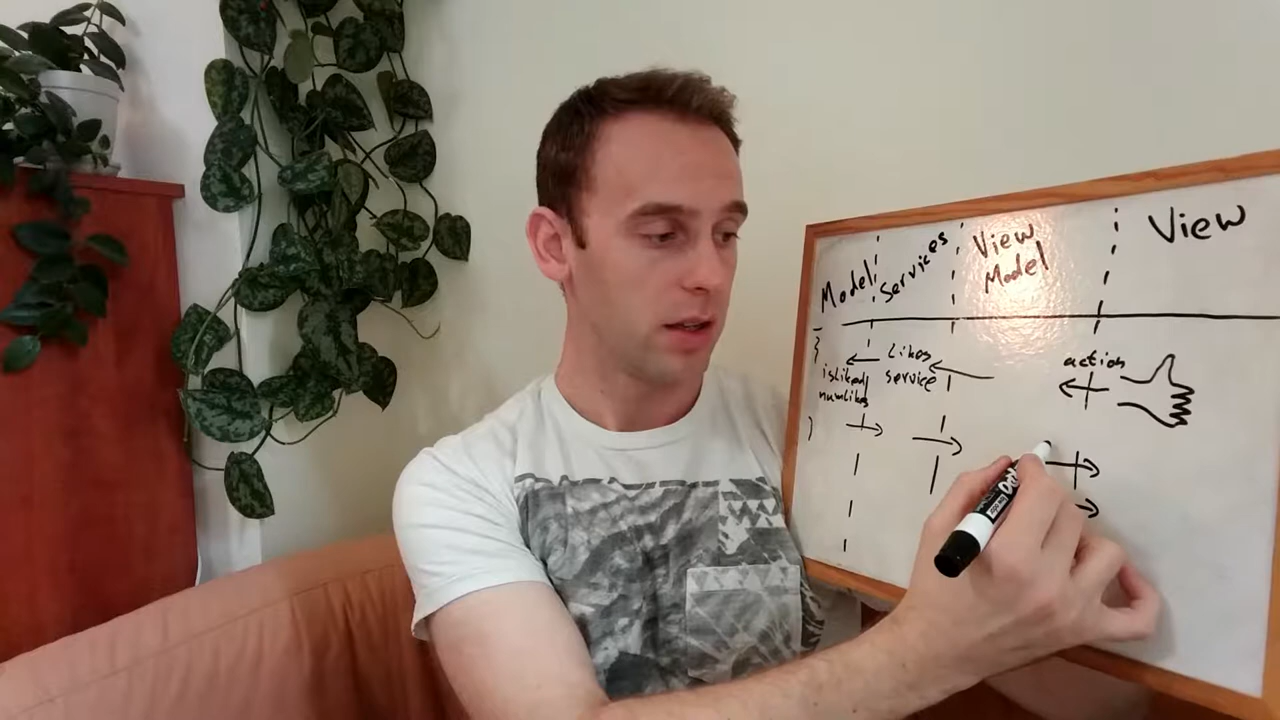 Model
Services
View
Model
View
Likes
service
isLiked
numLikes
action